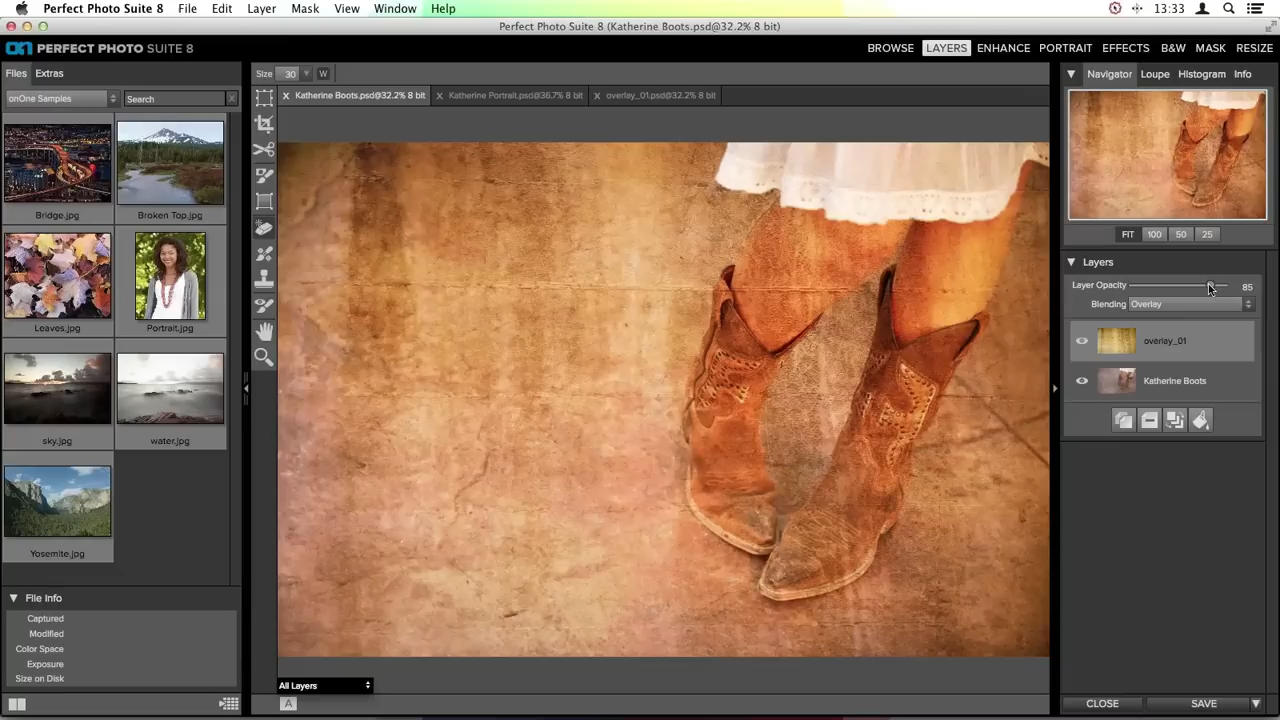 Perfect Photo Suite 8 File Edit Layer Mask View Window Help 13:33
Perfect Photo Suite 8 (Katherine Boots.psd@32.2% 8 bit)
on1 PERFECT PHOTO SUITE 8 BROWSE LAYERS ENHANCE PORTRAIT EFFECTS B&W MASK RESIZE
Files Extras
Size 30 W
Navigator Loupe Histogram Info
onOne Samples Search
Katherine Boots.psd@32.2% 8 bit Katherine Portrait@36.7% 8 bit overlay_01.psd@32.2% 8 bit
Bridge.jpg Broken Top.jpg
FIT 100 50 25
Layers
Layer Opacity 85
Blending Overlay
Leaves.jpg Portrait.jpg
overlay_01
Katherine Boots
sky.jpg water.jpg
Yosemite.jpg
File Info
Captured
Modified
Color Space
Exposure
Size on Disk
All Layers
A
CLOSE SAVE